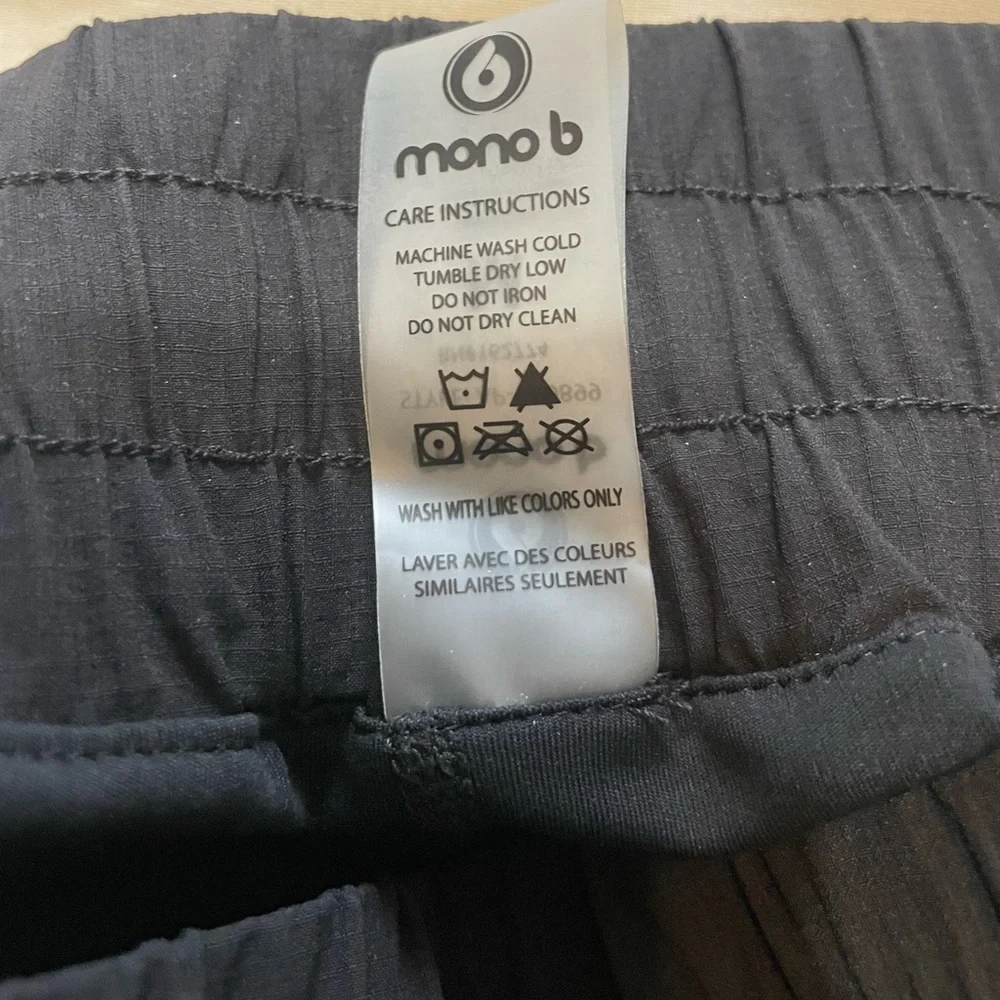 mono b
CARE INSTRUCTIONS
MACHINE WASH COLD
TUMBLE DRY LOW
DO NOT IRON
DO NOT DRY CLEAN
WASH WITH LIKE COLORS ONLY
LAVER AVEC DES COULEURS
SIMILAIRES SEULEMENT